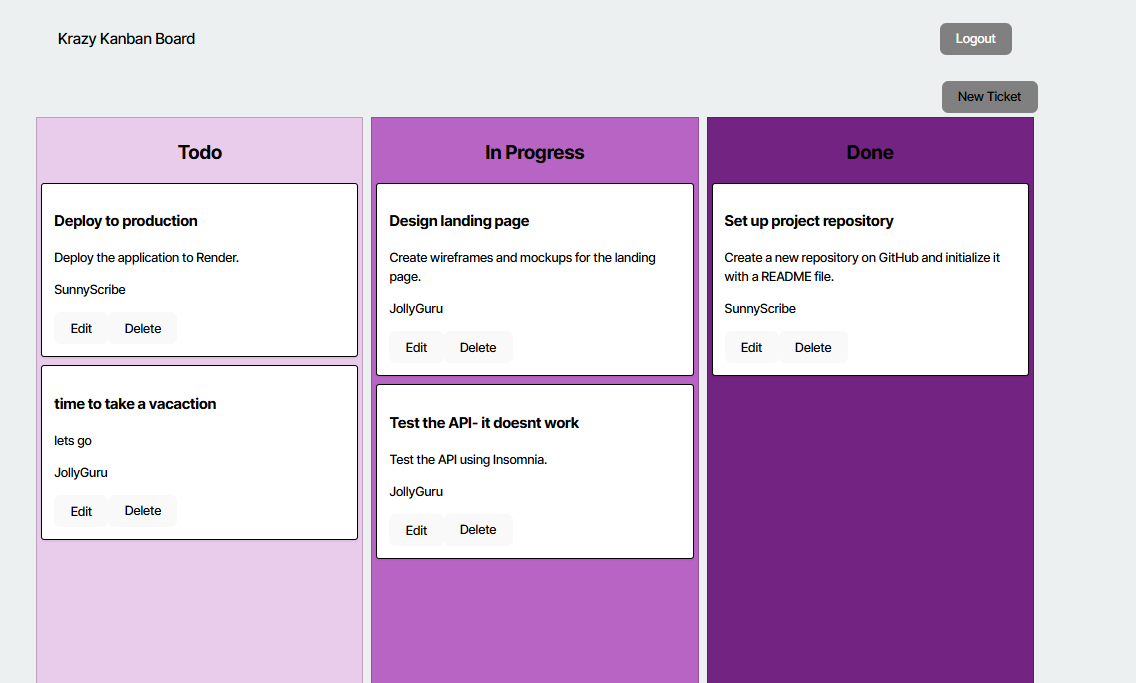 Krazy Kanban Board
Logout
New Ticket
Todo
Deploy to production
Deploy the application to Render.
SunnyScribe
Edit Delete
time to take a vacaction
lets go
JollyGuru
Edit Delete
In Progress
Design landing page
Create wireframes and mockups for the landing
page.
JollyGuru
Edit Delete
Test the API- it doesnt work
Test the API using Insomnia.
JollyGuru
Edit Delete
Done
Set up project repository
Create a new repository on GitHub and initialize it
with a README file.
SunnyScribe
Edit Delete